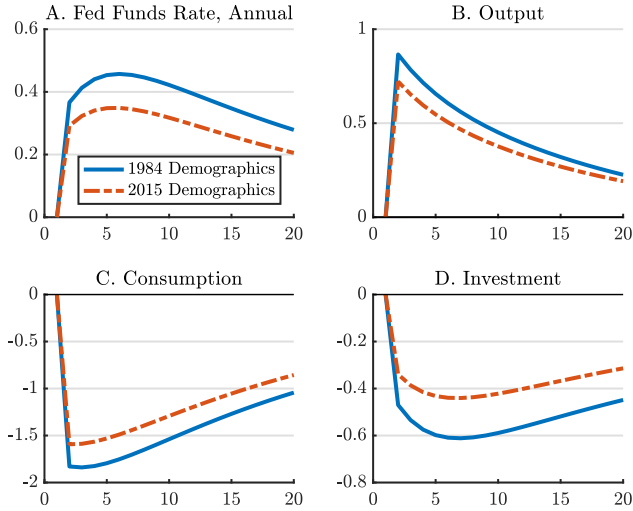 A. Fed Funds Rate, Annual
0.6
0.4
0.2
0
0 5 10 15 20
1984 Demographics
2015 Demographics
B. Output
1
0.5
0
0 5 10 15 20
C. Consumption
0
-0.5
-1
-1.5
-2
0 5 10 15 20
D. Investment
0
-0.2
-0.4
-0.6
-0.8
0 5 10 15 20